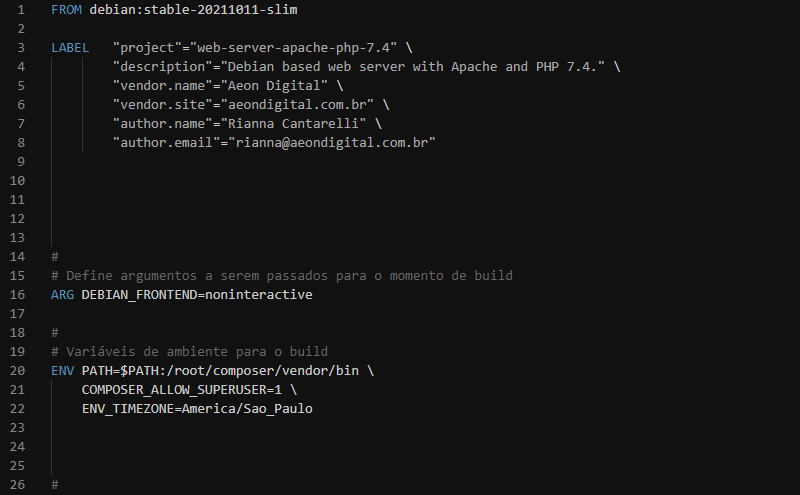 1 FROM debian:stable-20211011-slim
2
3 LABEL "project"="web-server-apache-php-7.4" \
4 "description"="Debian based web server with Apache and PHP 7.4." \
5 "vendor.name"="Aeon Digital" \
6 "vendor.site"="aeondigital.com.br" \
7 "author.name"="Rianna Cantarelli" \
8 "author.email"="rianna@aeondigital.com.br"
9
10
11
12
13
14 #
15 # Define argumentos a serem passados para o momento de build
16 ARG DEBIAN_FRONTEND=noninteractive
17
18 #
19 # Variáveis de ambiente para o build
20 ENV PATH=$PATH:/root/composer/vendor/bin \
21 COMPOSER_ALLOW_SUPERUSER=1 \
22 ENV_TIMEZONE=America/Sao_Paulo
23
24
25
26 #